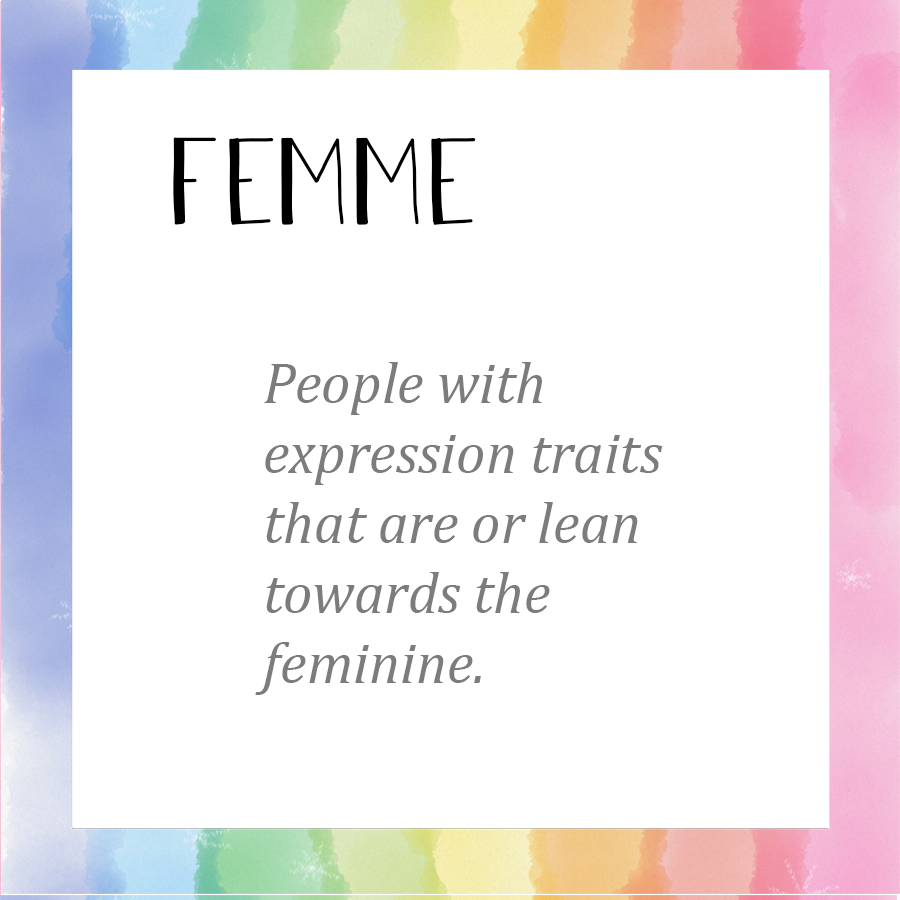 FEMME
People with
expression traits
that are or lean
towards the
feminine.